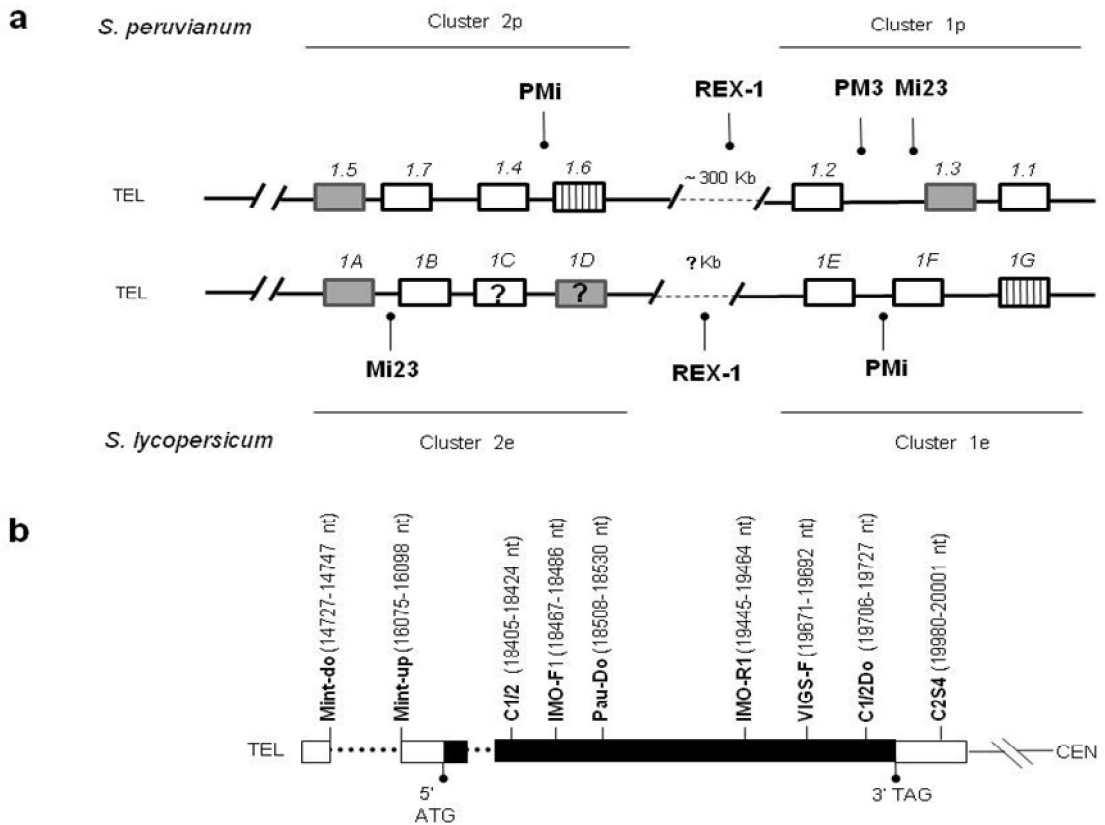 a
S. peruvianum
Cluster 2p
Cluster 1p
PMi
REX-1
PM3
Mi23
1.5
1.7
1.4
1.6
~ 300 Kb
1.2
1.3
1.1
TEL
1A
1B
1C
1D
? Kb
1E
1F
1G
TEL
?
?
Mi23
REX-1
PMi
S. lycopersicum
Cluster 2e
Cluster 1e
b
Mint-do (14727-14747 nt)
Mint-up (16075-16098 nt)
C1/2 (18405-18424 nt)
IMO-F1 (18467-18486 nt)
Pau-Do (18508-18530 nt)
IMO-R1 (19445-19464 nt)
VIGS-F (19671-19692 nt)
C1/2Do (19706-19727 nt)
C2S4 (19980-20001 nt)
TEL
CEN
5'
ATG
3' TAG